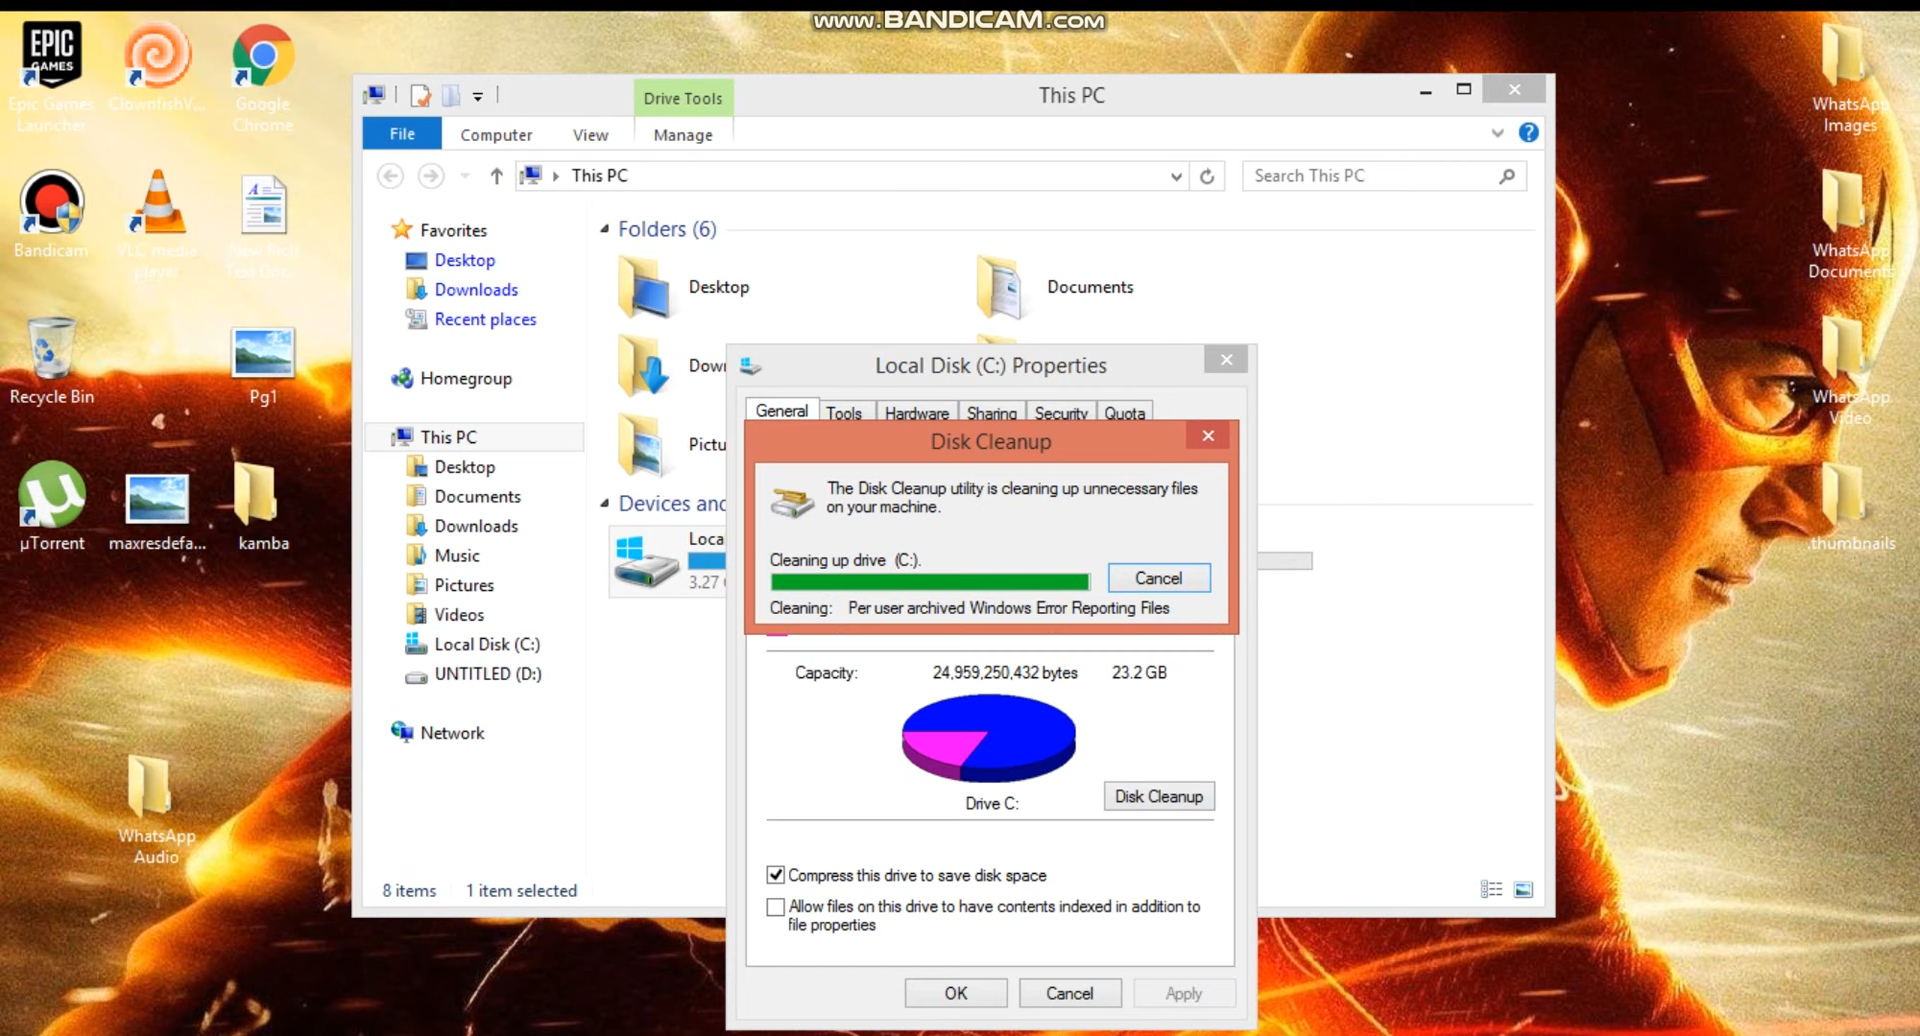 www.BANDICAM.com
EPIC
GAMES
Epic Games
Launcher
ClownfishV...
Google
Chrome
Bandicam
VLC media
player
New Rich
Text Doc...
Recycle Bin
Pg1
µTorrent
maxresdefa...
kamba
WhatsApp
Audio
Drive Tools
This PC
File
Computer
View
Manage
This PC
Search This PC
Favorites
Desktop
Downloads
Recent places
Homegroup
This PC
Desktop
Documents
Downloads
Music
Pictures
Videos
Local Disk (C:)
UNTITLED (D:)
Network
Folders (6)
Desktop
Documents
Dow
Pictu
Devices and
Loca
3.27
8 items
1 item selected
Local Disk (C:) Properties
General
Tools
Hardware
Sharing
Security
Quota
Disk Cleanup
The Disk Cleanup utility is cleaning up unnecessary files
on your machine.
Cleaning up drive (C:).
Cancel
Cleaning: Per user archived Windows Error Reporting Files
Capacity: 24,959,250,432 bytes 23.2 GB
Drive C:
Disk Cleanup
Compress this drive to save disk space
Allow files on this drive to have contents indexed in addition to
file properties
OK
Cancel
Apply
WhatsApp
Images
WhatsApp
Documents
WhatsApp
Video
.thumbnails